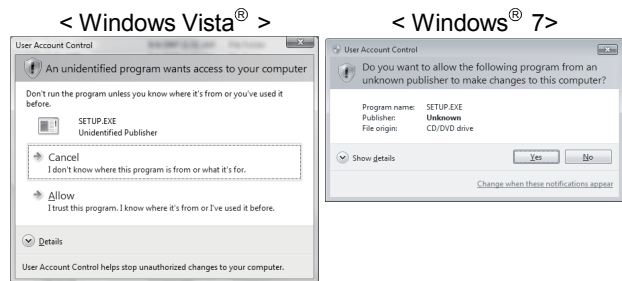 < Windows Vista® >
User Account Control
An unidentified program wants access to your computer
Don't run the program unless you know where it's from or you've used it
before.
SETUP.EXE
Unidentified Publisher
Cancel
I don't know where this program is from or what it's for.
Allow
I trust this program. I know where it's from or I've used it before.
Details
User Account Control helps stop unauthorized changes to your computer.
< Windows® 7>
User Account Control
Do you want to allow the following program from an
unknown publisher to make changes to this computer?
Program name: SETUP.EXE
Publisher: Unknown
File origin: CD/DVD drive
Show details Yes No
Change when these notifications appear